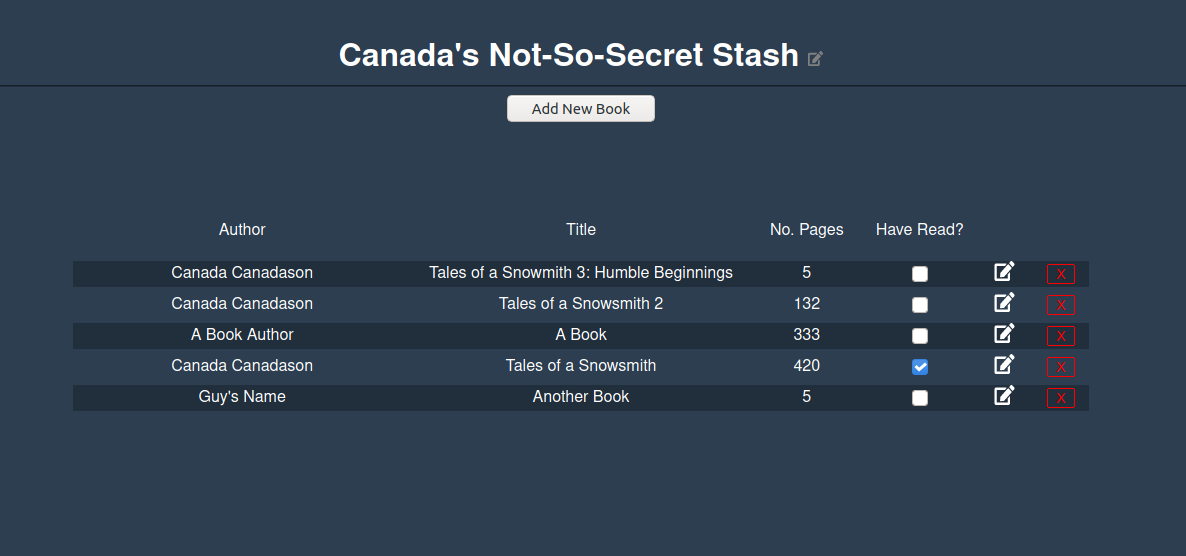 Canada's Not-So-Secret Stash
Add New Book
Author Title No. Pages Have Read?
Canada Canadason Tales of a Snowmith 3: Humble Beginnings 5 X
Canada Canadason Tales of a Snowsmith 2 132 X
A Book Author A Book 333 X
Canada Canadason Tales of a Snowsmith 420 X
Guy's Name Another Book 5 X